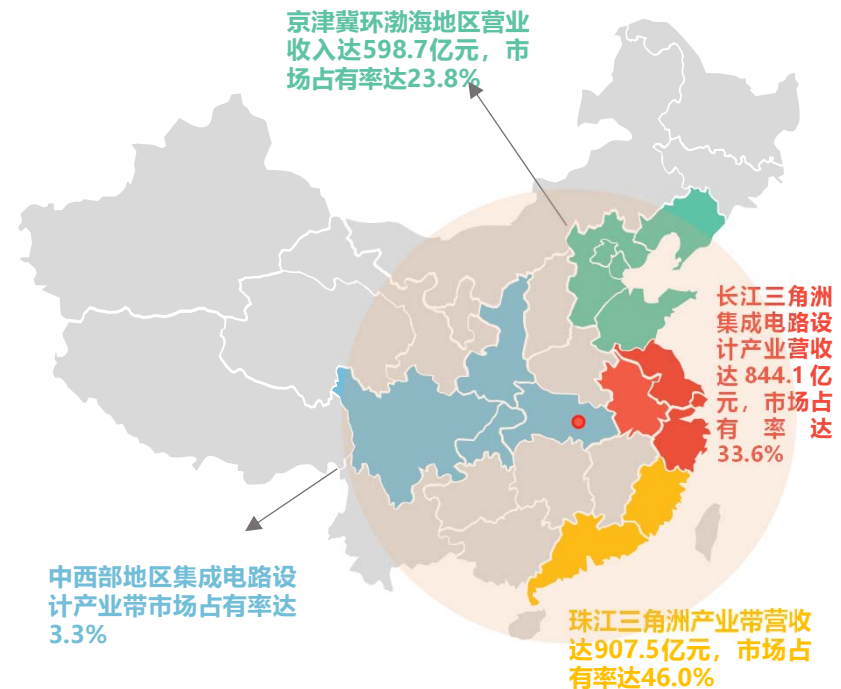 京津冀环渤海地区营业
收入达598.7亿元，市
场占有率达23.8%
长江三角洲
集成电路设
计产业营收
达844.1亿
元，市场占
有率达
33.6%
中西部地区集成电路设
计产业带市场占有率达
3.3%
珠江三角洲产业带营收
达907.5亿元，市场占
有率达46.0%